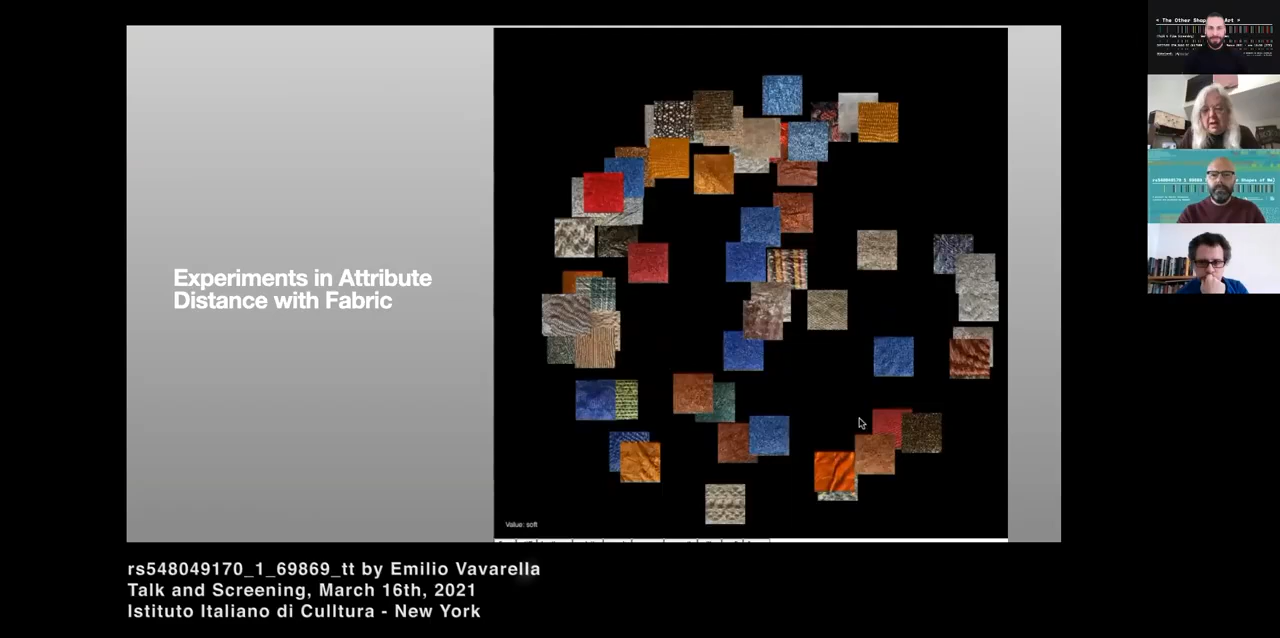 Experiments in Attribute
Distance with Fabric
Value: soft
rs548049170_1_69869_tt by Emilio Vavarella
Talk and Screening, March 16th, 2021
Istituto Italiano di Culltura - New York